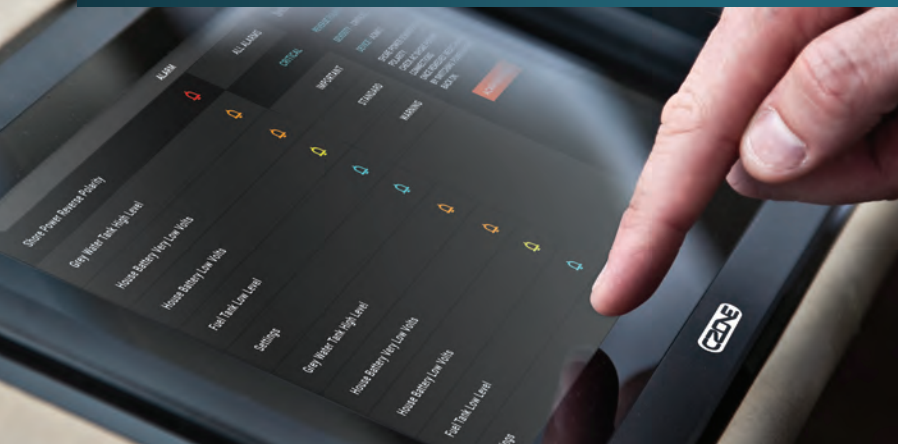 ALARM
ALL ALARMS
CRITICAL
IMPORTANT
STANDARD
WARNING
Shore Power Reverse Polarity
Grey Water Tank High Level
House Battery Very Low Volts
House Battery Low Volts
Fuel Tank Low Level
Settings
Grey Water Tank High Level
House Battery Very Low Volts
House Battery Low Volts
Fuel Tank Low Level
CZONE